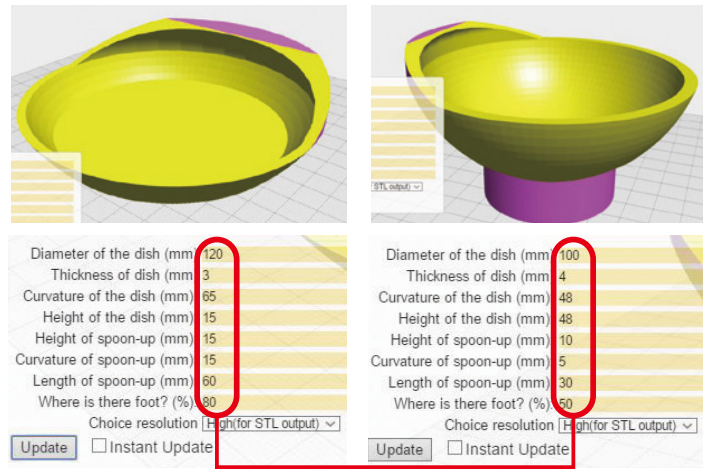 STL output)
Diameter of the dish (mm) 120
Thickness of dish (mm) 3
Curvature of the dish (mm) 65
Height of the dish (mm) 15
Height of spoon-up (mm) 15
Curvature of spoon-up (mm) 15
Length of spoon-up (mm) 60
Where is there foot? (%). 80
Choice resolution High(for STL output)
Update Instant Update
Diameter of the dish (mm) 100
Thickness of dish (mm) 4
Curvature of the dish (mm) 48
Height of the dish (mm) 48
Height of spoon-up (mm) 10
Curvature of spoon-up (mm) 5
Length of spoon-up (mm) 30
Where is there foot? (%). 50
Choice resolution High(for STL output)
Update Instant Update